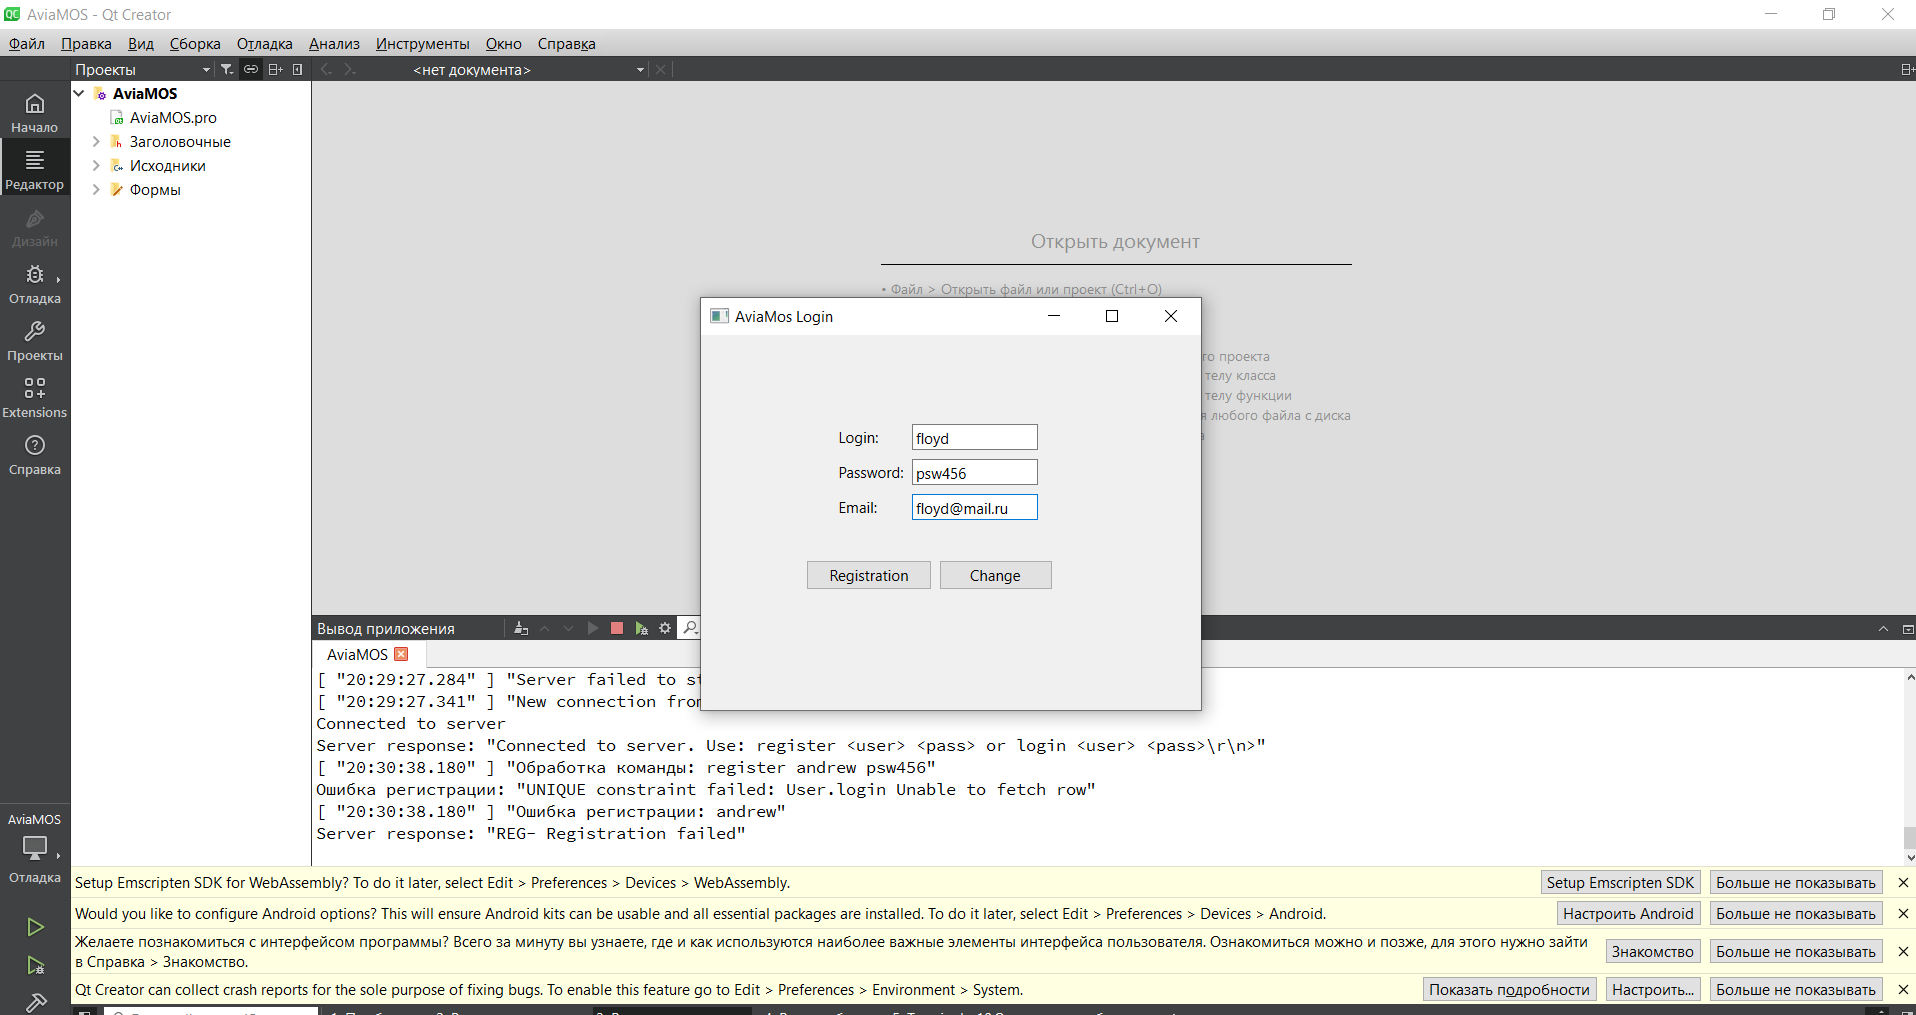 AviaMOS - Qt Creator
Файл Правка Вид Сборка Отладка Анализ Инструменты Окно Справка
Проекты <нет документа>
AviaMOS
AviaMOS.pro
Заголовочные
Исходники
Формы
Начало
Редактор
Дизайн
Отладка
Проекты
Extensions
Справка
AviaMOS
Отладка
Открыть документ
• Файл > Открыть файл или проект (Ctrl+O)
проекта
телу класса
телу функции
любого файла с диска
AviaMos Login
Login: floyd
Password: psw456
Email: floyd@mail.ru
Registration Change
Вывод приложения
AviaMOS
[ "20:29:27.284" ] "Server failed to
[ "20:29:27.341" ] "New connection from
Connected to server
Server response: "Connected to server. Use: register <user> <pass> or login <user> <pass>\r\n>"
[ "20:30:38.180" ] "Обработка команды: register andrew psw456"
Ошибка регистрации: "UNIQUE constraint failed: User.login Unable to fetch row"
[ "20:30:38.180" ] "Ошибка регистрации: andrew"
Server response: "REG- Registration failed"
Setup Emscripten SDK for WebAssembly? To do it later, select Edit > Preferences > Devices > WebAssembly. Setup Emscripten SDK Больше не показывать
Would you like to configure Android options? This will ensure Android kits can be usable and all essential packages are installed. To do it later, select Edit > Preferences > Devices > Android. Настроить Android Больше не показывать
Желаете познакомиться с интерфейсом программы? Всего за минуту вы узнаете, где и как используются наиболее важные элементы интерфейса пользователя. Ознакомиться можно и позже, для этого нужно зайти
в Справка > Знакомство. Знакомство Больше не показывать
Qt Creator can collect crash reports for the sole purpose of fixing bugs. To enable this feature go to Edit > Preferences > Environment > System. Показать подробности Настроить... Больше не показывать